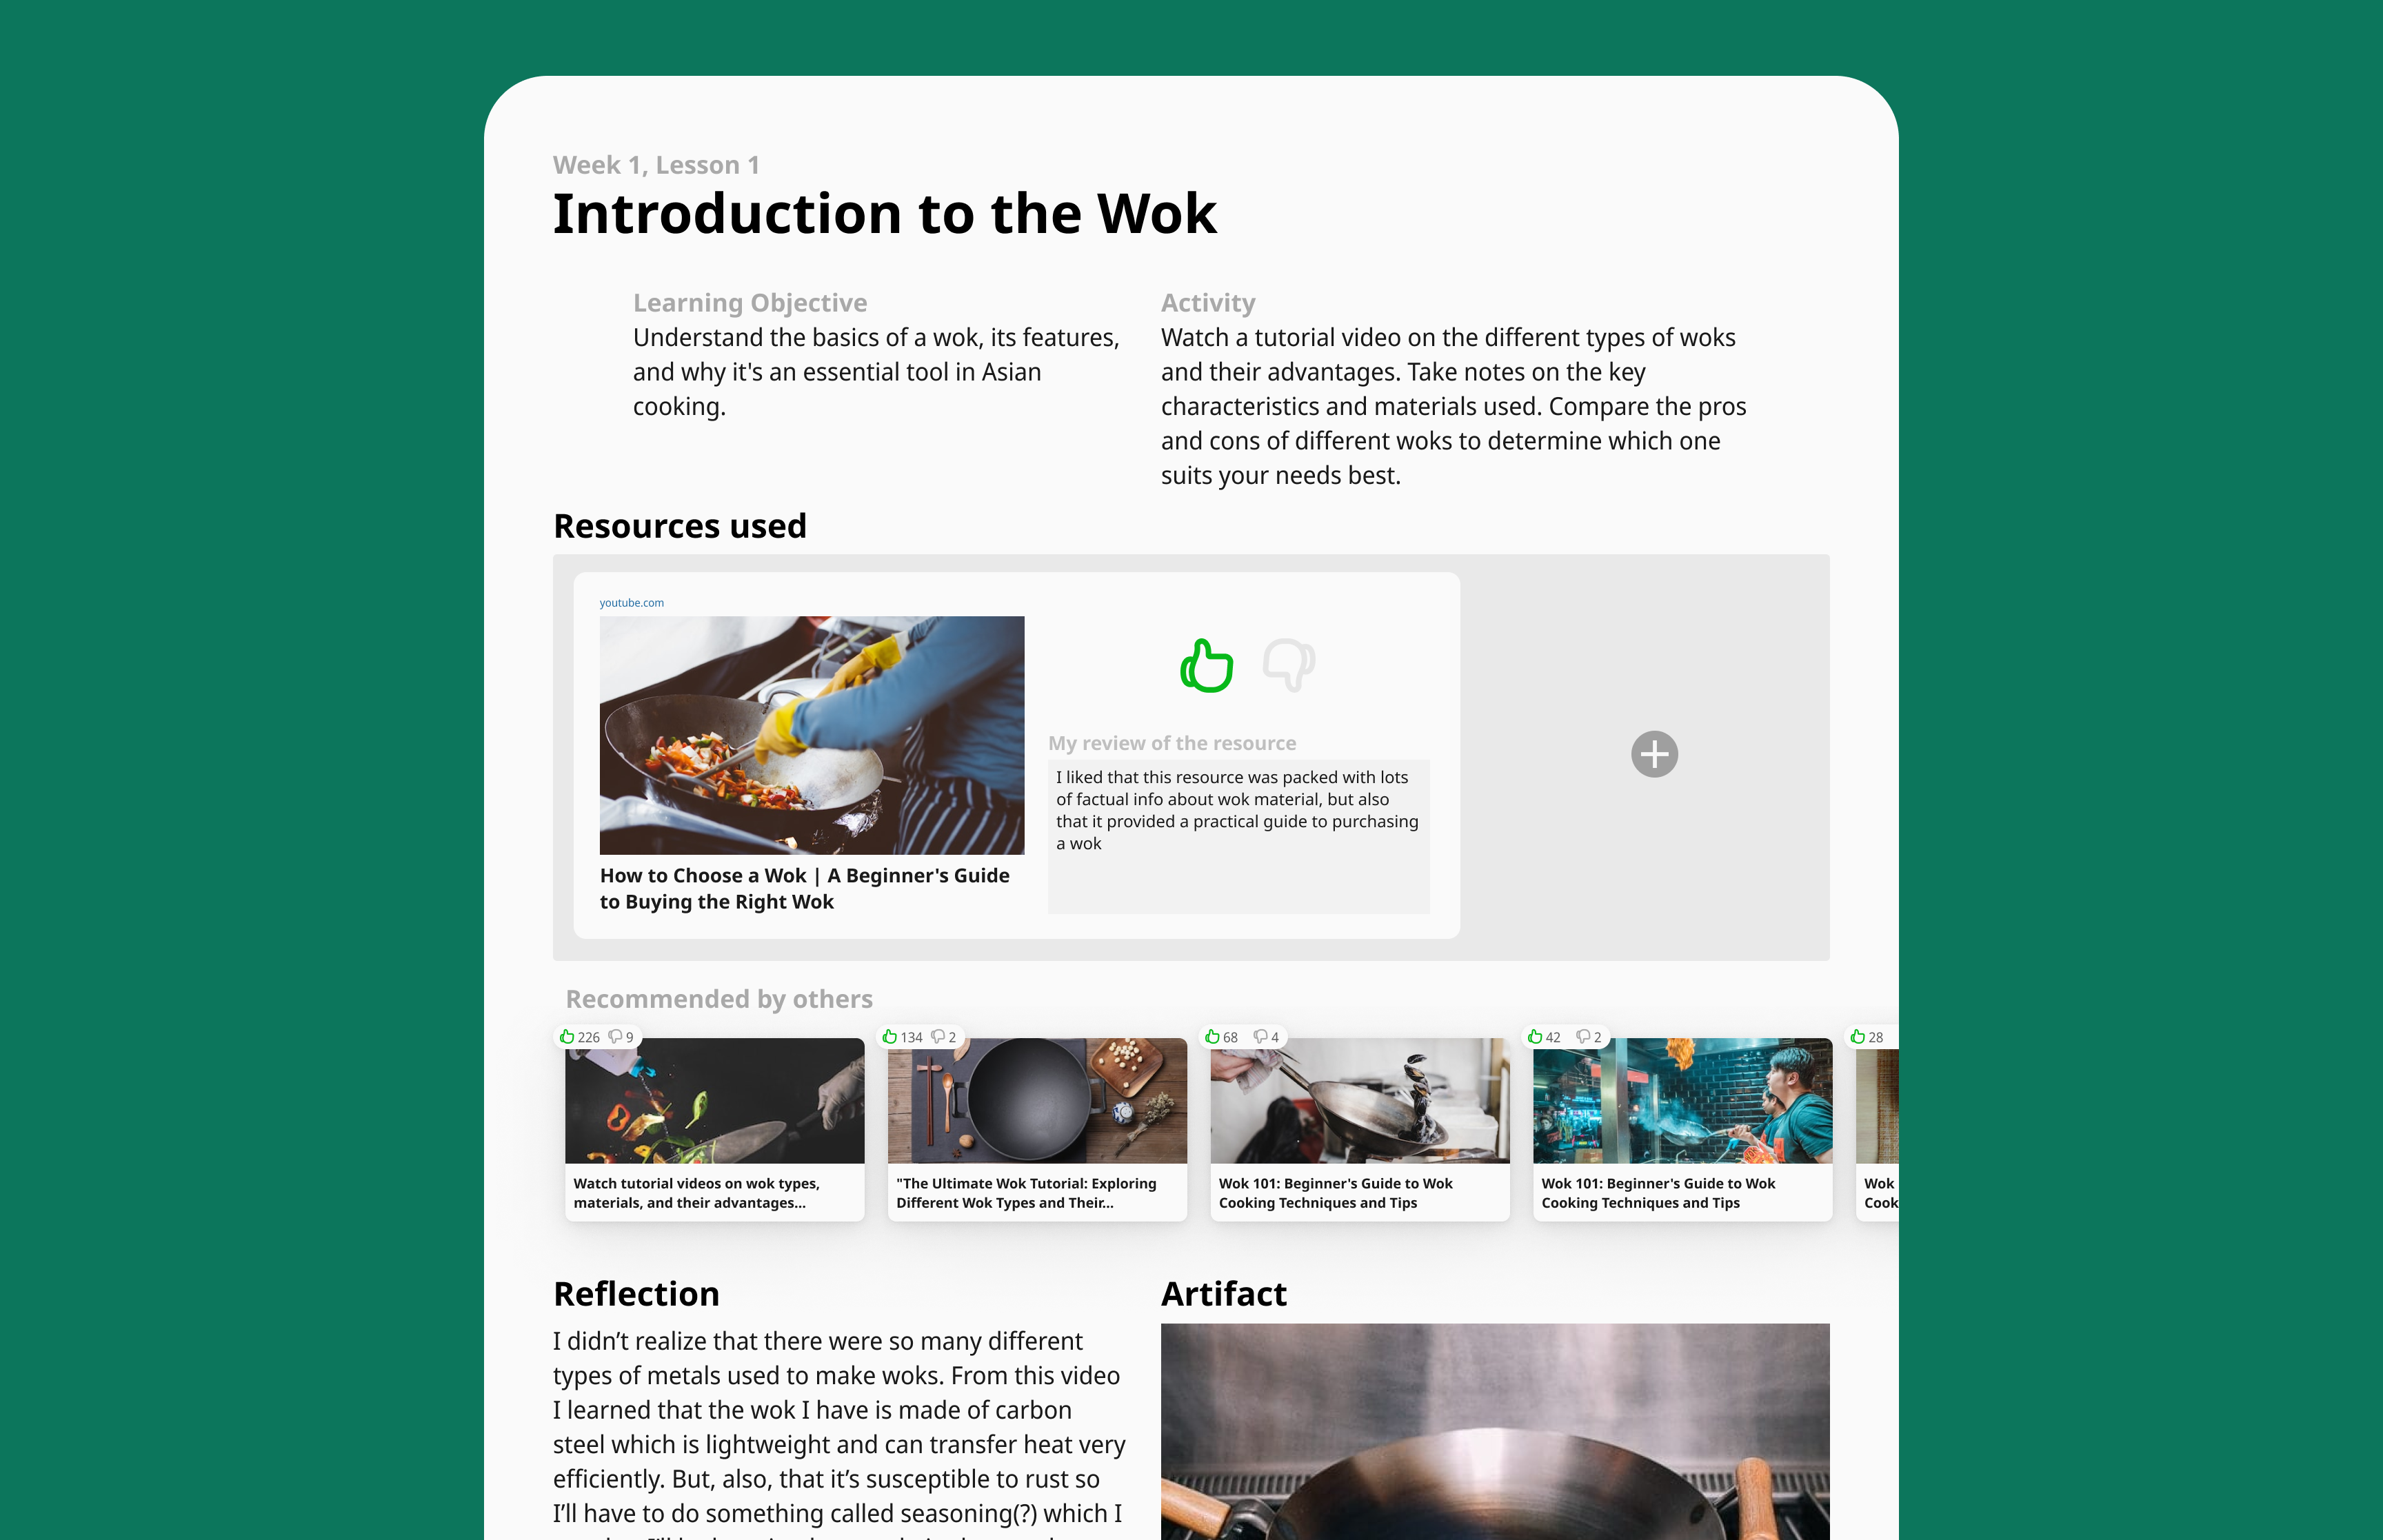 Week 1, Lesson 1
Introduction to the Wok
Learning Objective
Understand the basics of a wok, its features,
and why it's an essential tool in Asian
cooking.
Activity
Watch a tutorial video on the different types of woks
and their advantages. Take notes on the key
characteristics and materials used. Compare the pros
and cons of different woks to determine which one
suits your needs best.
Resources used
youtube.com
How to Choose a Wok | A Beginner's Guide
to Buying the Right Wok
My review of the resource
I liked that this resource was packed with lots
of factual info about wok material, but also
that it provided a practical guide to purchasing
a wok
Recommended by others
226 9
Watch tutorial videos on wok types,
materials, and their advantages...
134 2
"The Ultimate Wok Tutorial: Exploring
Different Wok Types and Their...
68 4
Wok 101: Beginner's Guide to Wok
Cooking Techniques and Tips
42 2
Wok 101: Beginner's Guide to Wok
Cooking Techniques and Tips
28
Wok
Cook
Reflection
I didn’t realize that there were so many different
types of metals used to make woks. From this video
I learned that the wok I have is made of carbon
steel which is lightweight and can transfer heat very
efficiently. But, also, that it’s susceptible to rust so
I’ll have to do something called seasoning(?) which I
Artifact